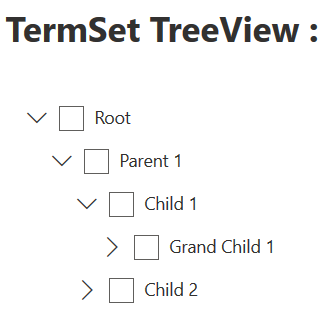 TermSet TreeView :
Root
Parent 1
Child 1
Grand Child 1
Child 2